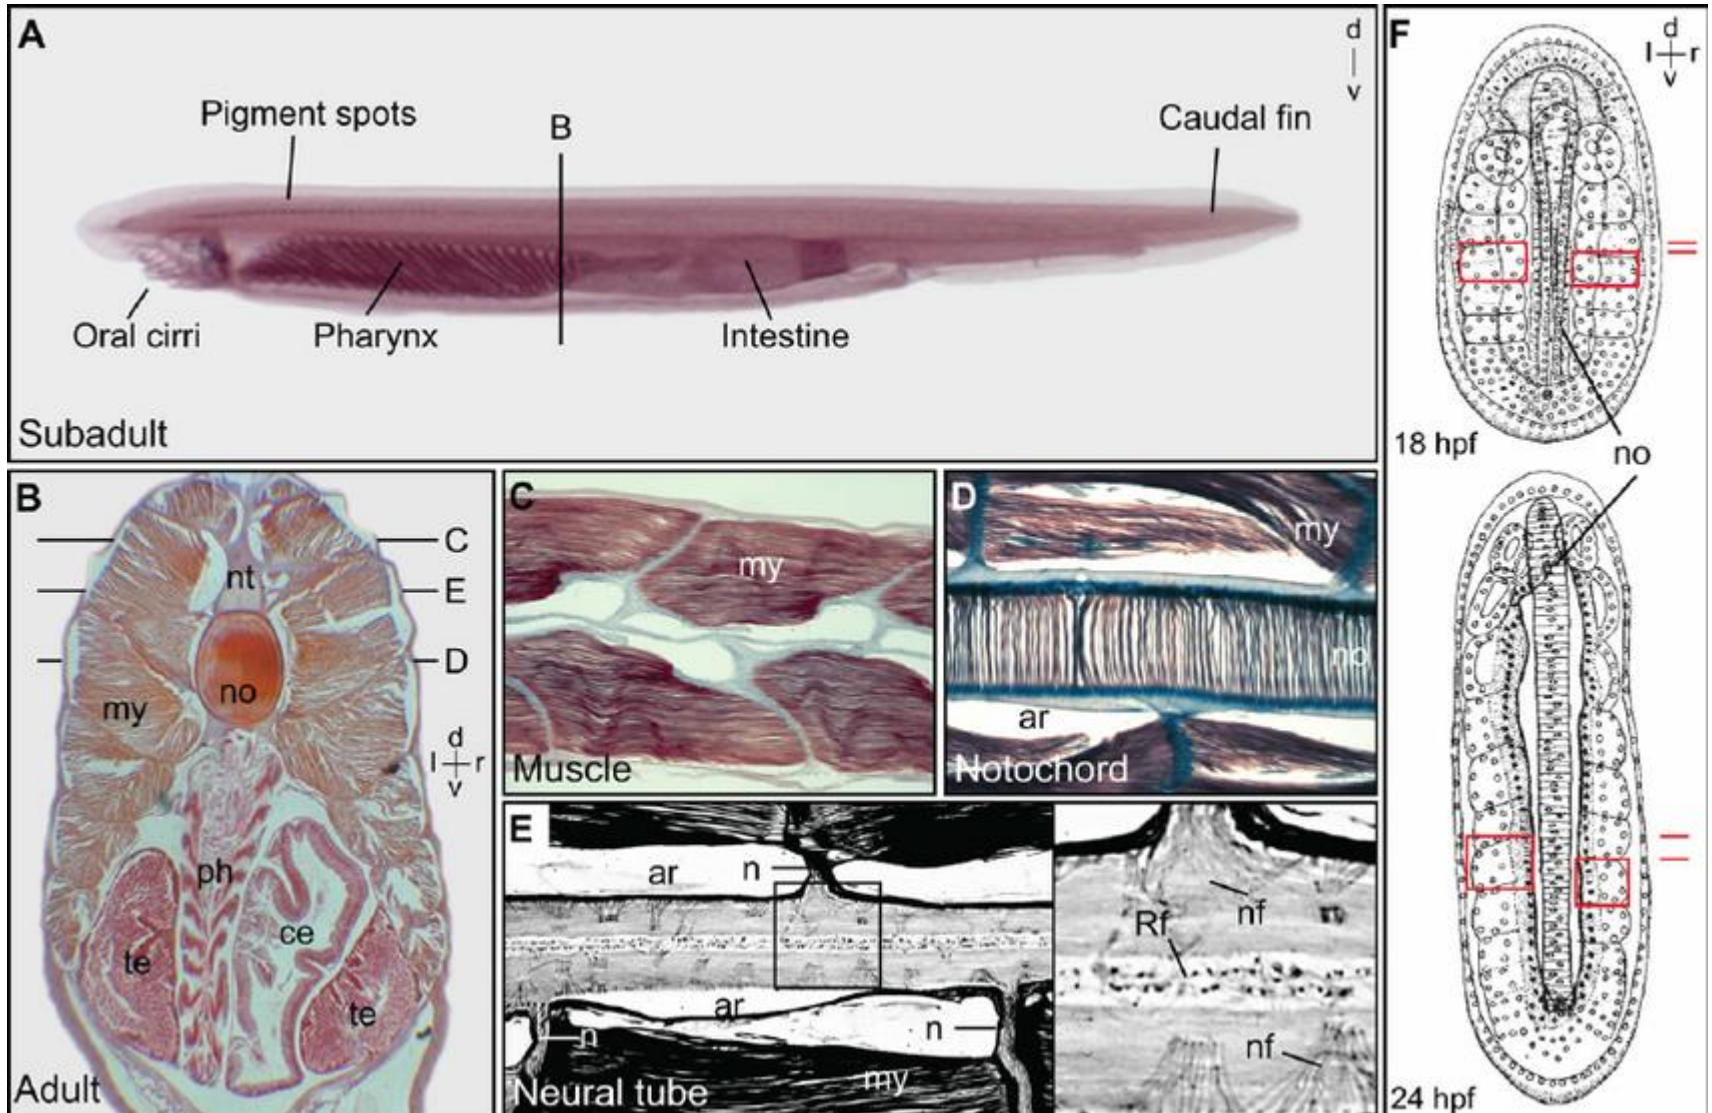 A
d
v
Pigment spots
B
Caudal fin
Oral cirri
Pharynx
Intestine
Subadult
B
C
nt
E
D
no
my
d
l r
v
ph
ce
te
te
Adult
C
my
Muscle
D
my
no
ar
Notochord
E
ar
n
ar
n
n
my
Neural tube
nf
Rf
nf
F
d
l r
v
18 hpf
no
24 hpf